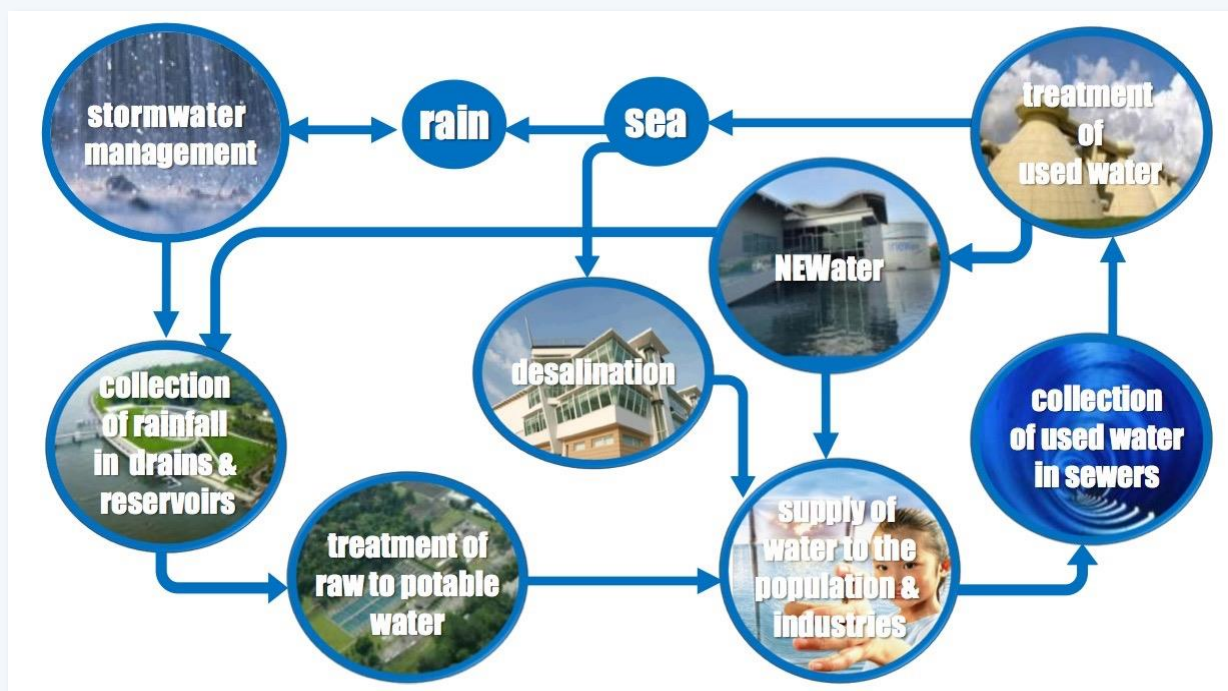 stormwater
management
rain
sea
treatment
of
used water
NEWater
desalination
collection
of rainfall
in drains &
reservoirs
collection
of used water
in sewers
treatment of
raw to potable
water
supply of
water to the
population &
industries